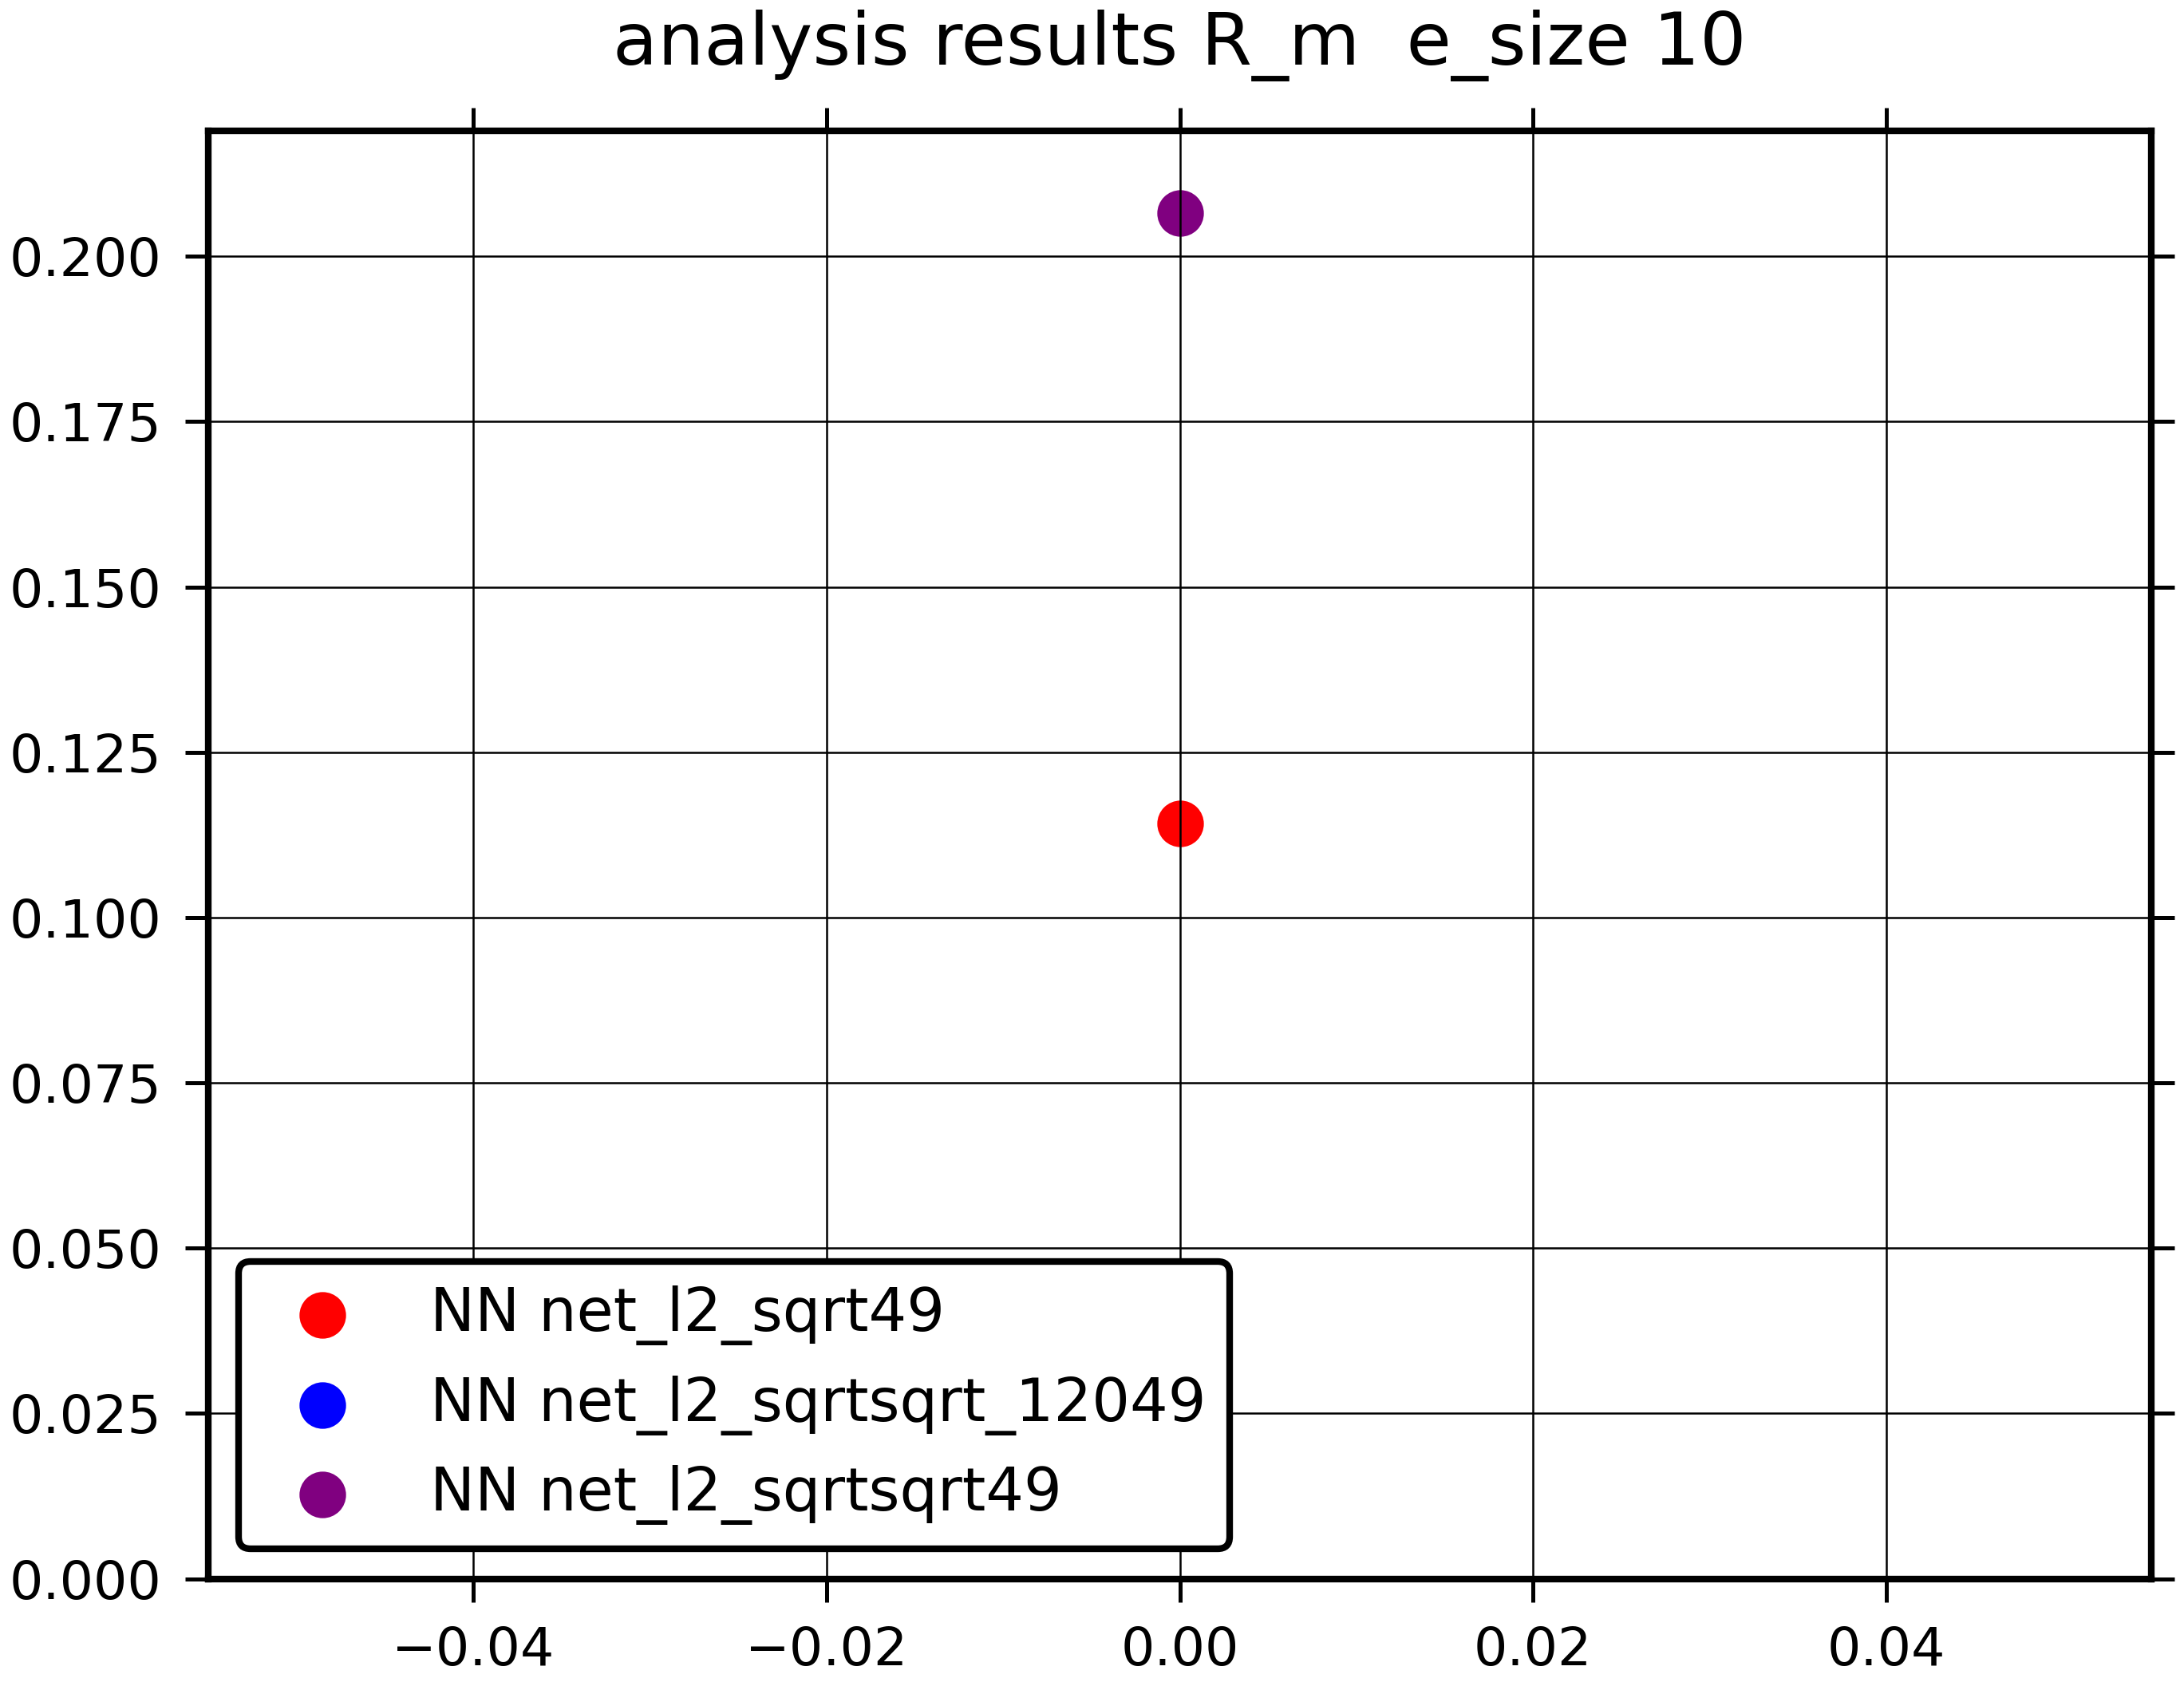 analysis results R_m  e_size 10
0.200
0.175
0.150
0.125
0.100
0.075
0.050
0.025
0.000
NN net_l2_sqrt49
NN net_l2_sqrtsqrt_12049
NN net_l2_sqrtsqrt49
−0.04 −0.02 0.00 0.02 0.04